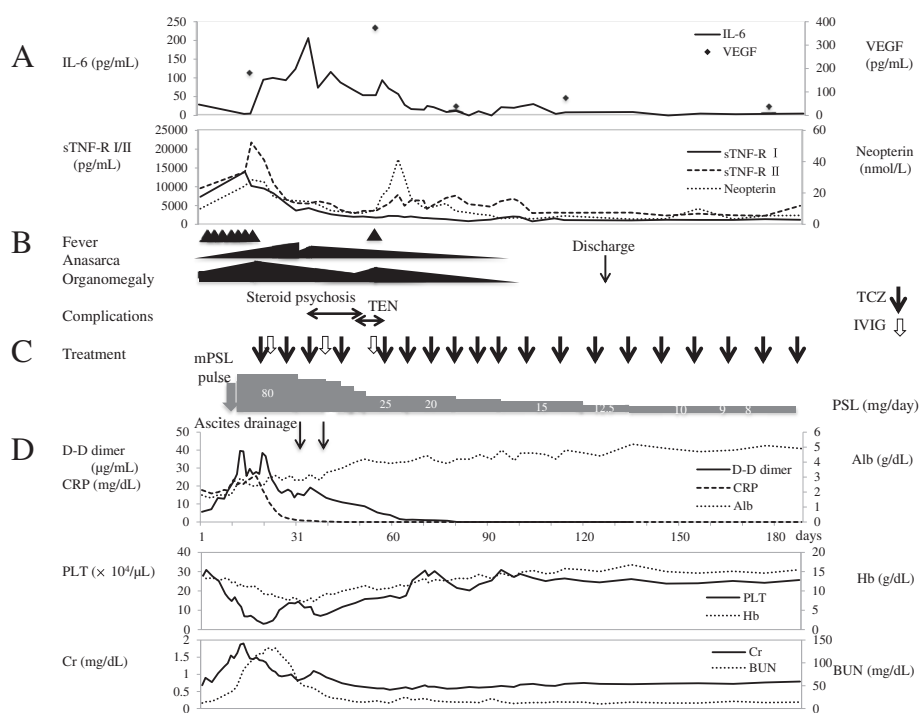 A
IL-6 (pg/mL)
250
200
150
100
50
0
IL-6
VEGF
400
300
200
100
0
VEGF
(pg/mL)
sTNF-R I/II
(pg/mL)
25000
20000
15000
10000
5000
0
sTNF-R I
sTNF-R II
Neopterin
60
40
20
0
Neopterin
(nmol/L)
B
Fever
Anasarca
Organomegaly
Discharge
Complications
Steroid psychosis
TEN
TCZ
IVIG
C
Treatment
mPSL
pulse
80 25 20 15 12.5 10 9 8
PSL (mg/day)
Ascites drainage
D
D-D dimer
(μg/mL)
CRP (mg/dL)
50
40
30
20
10
0
D-D dimer
CRP
Alb
6
5
4
3
2
1
0
Alb (g/dL)
1 31 60 90 120 150 180 days
PLT (× 10⁴/μL)
40
30
20
10
0
PLT
Hb
20
15
10
5
0
Hb (g/dL)
Cr (mg/dL)
2
1.5
1
0.5
0
Cr
BUN
150
100
50
0
BUN (mg/dL)